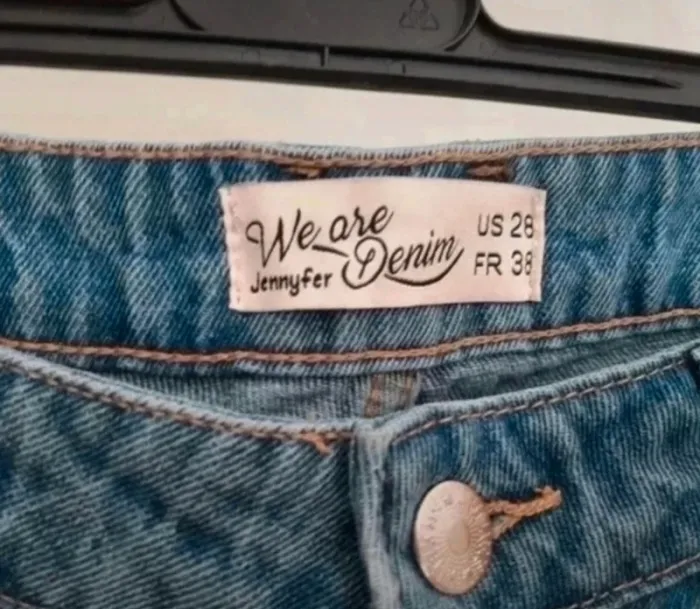 We are
Denim
Jennyfer
US 28
FR 38